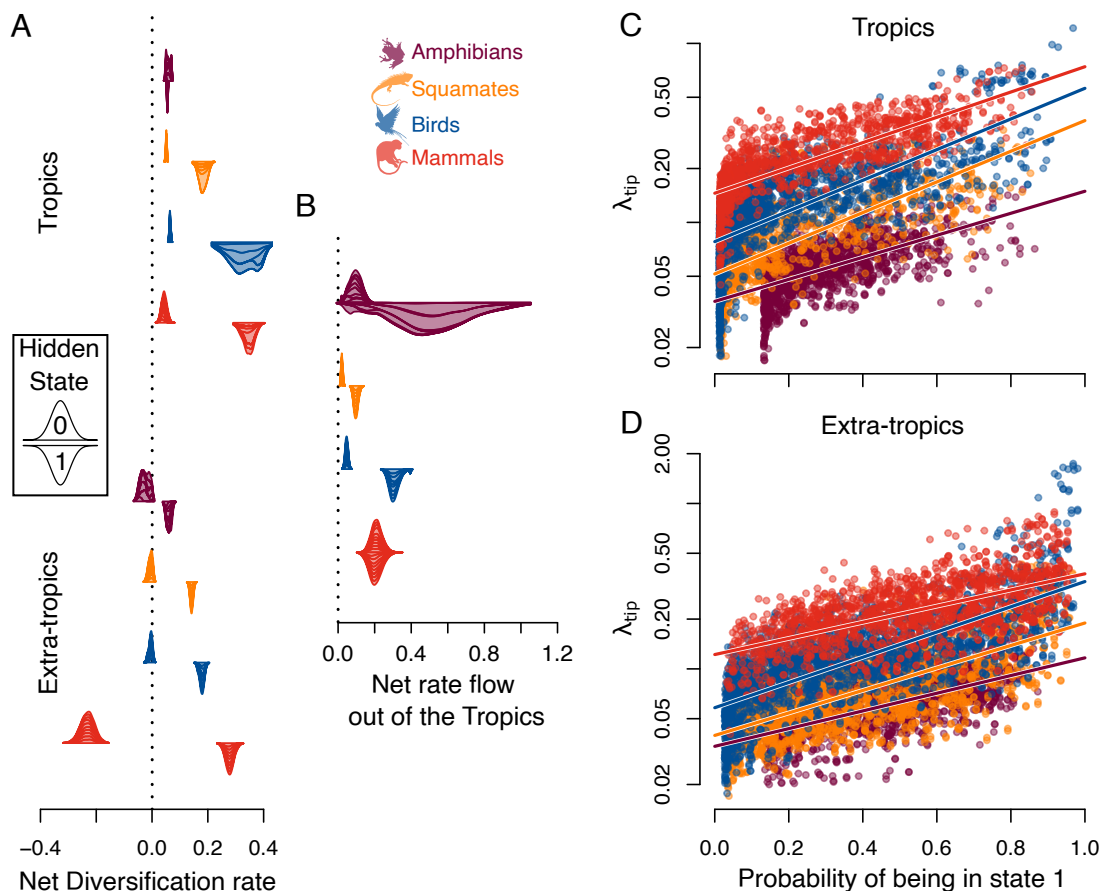 A
Tropics
Extra-tropics
Hidden
State
0
1
−0.4
0.0
0.2
0.4
Net Diversification rate
Amphibians
Squamates
Birds
Mammals
B
0.0
0.4
0.8
1.2
Net rate flow
out of the Tropics
C
Tropics
λtip
0.50
0.20
0.05
0.02
D
Extra-tropics
λtip
2.00
0.50
0.20
0.05
0.02
0.0
0.2
0.4
0.6
0.8
1.0
Probability of being in state 1